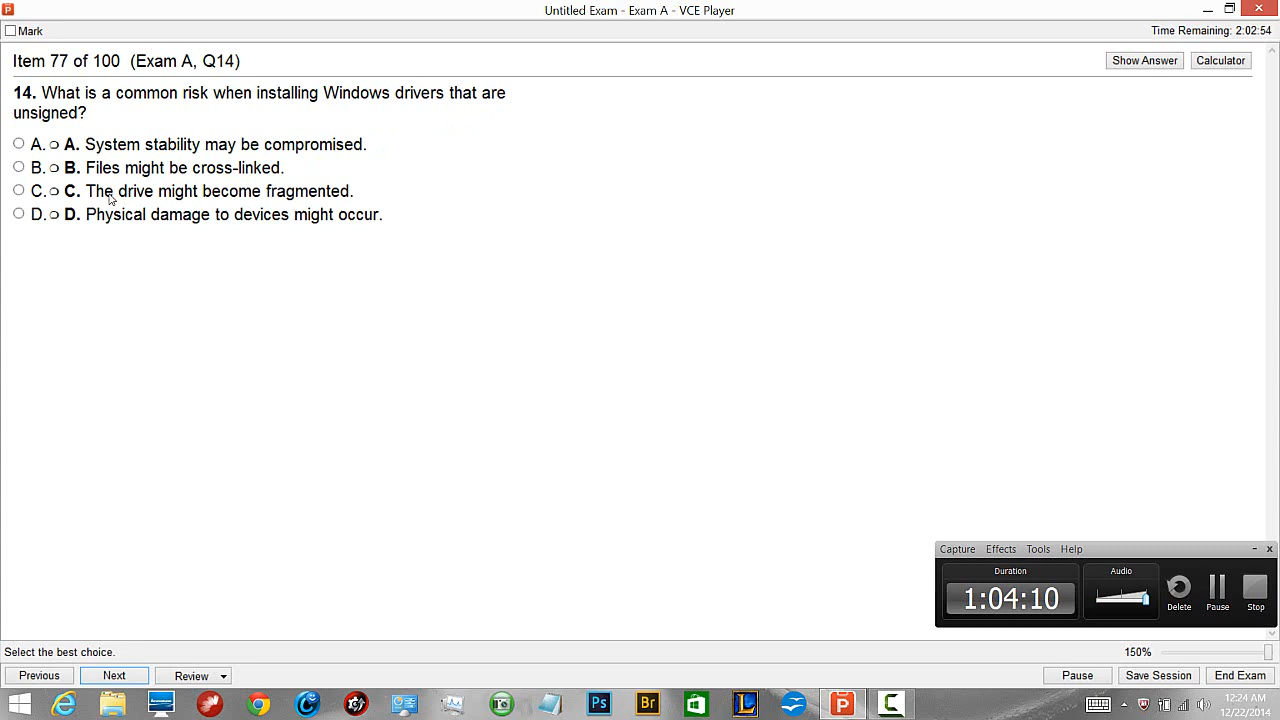 Untitled Exam - Exam A - VCE Player
Mark
Time Remaining: 2:02:54
Item 77 of 100 (Exam A, Q14)
Show Answer
Calculator
14. What is a common risk when installing Windows drivers that are
unsigned?
A. A. System stability may be compromised.
B. B. Files might be cross-linked.
C. C. The drive might become fragmented.
D. D. Physical damage to devices might occur.
Capture Effects Tools Help
Duration
Audio
1:04:10
Delete
Pause
Stop
Select the best choice.
150%
Previous
Next
Review
Pause
Save Session
End Exam
Ps
Br
L
12:24 AM
12/22/2014